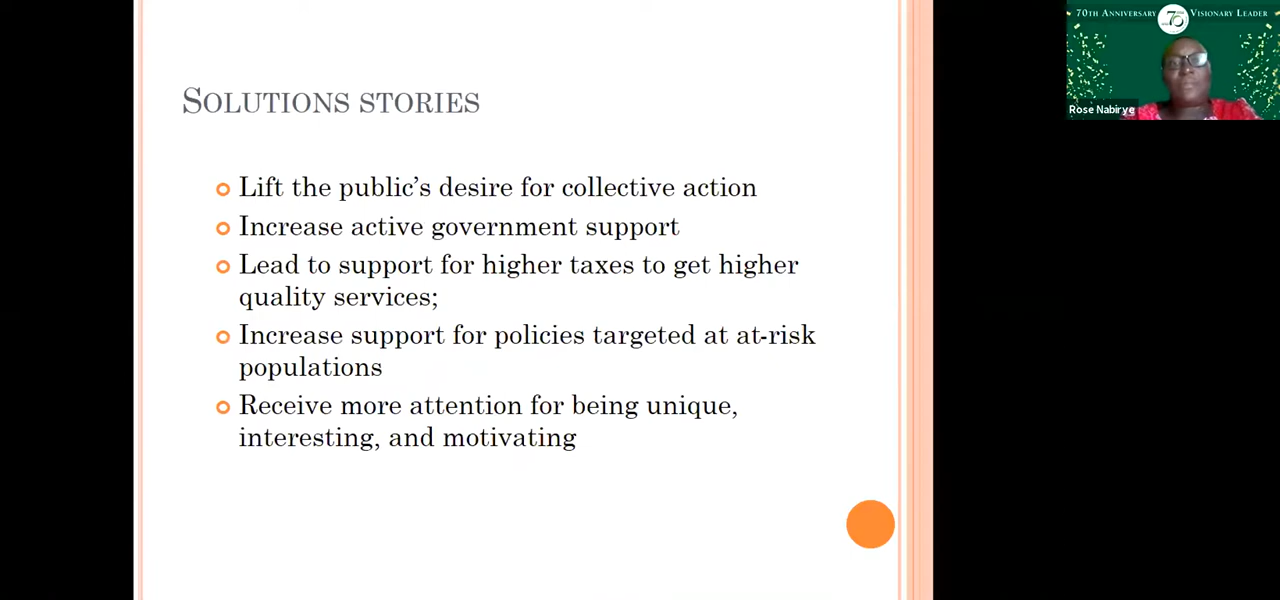 70TH ANNIVERSARY 70 VISIONARY LEADER
Rose Nabirye
SOLUTIONS STORIES
Lift the public’s desire for collective action
Increase active government support
Lead to support for higher taxes to get higher
quality services;
Increase support for policies targeted at at-risk
populations
Receive more attention for being unique,
interesting, and motivating